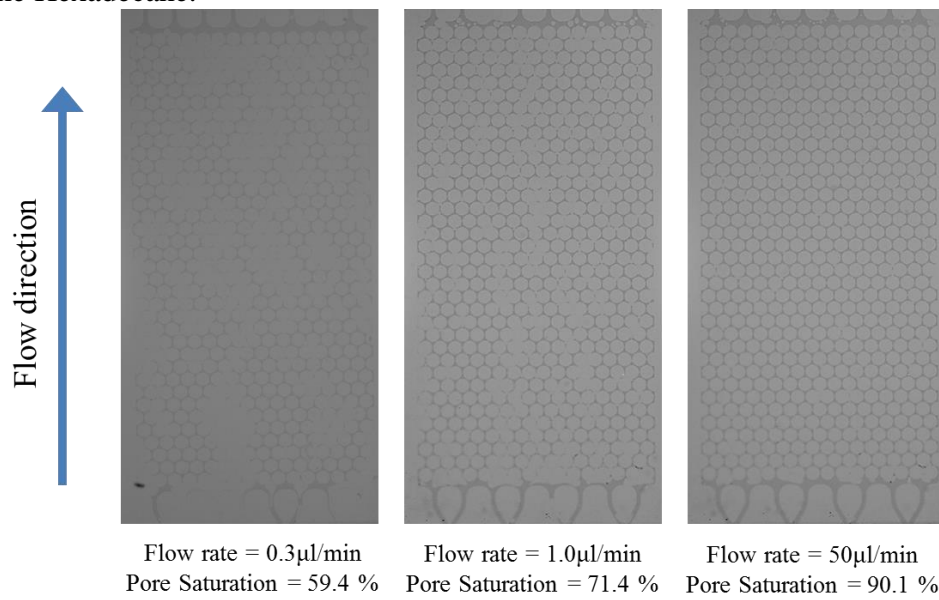 Flow direction
Flow rate = 0.3µl/min
Pore Saturation = 59.4 %
Flow rate = 1.0µl/min
Pore Saturation = 71.4 %
Flow rate = 50µl/min
Pore Saturation = 90.1 %